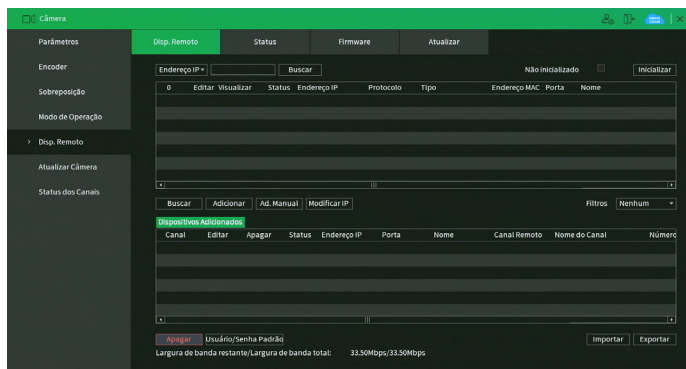 Câmera
Parâmetros
Encoder
Sobreposição
Modo de Operação
Disp. Remoto
Atualizar Câmera
Status dos Canais
Disp. Remoto Status Firmware Atualizar
Endereço IP Buscar Não inicializado Inicializar
0 Editar Visualizar Status Endereço IP Protocolo Tipo Endereço MAC Porta Nome
Buscar Adicionar Ad. Manual Modificar IP Filtros Nenhum
Dispositivos Adicionados
Canal Editar Apagar Status Endereço IP Porta Nome Canal Remoto Nome do Canal Número
Apagar Usuário/Senha Padrão Importar Exportar
Largura de banda restante/Largura de banda total: 33.50Mbps/33.50Mbps